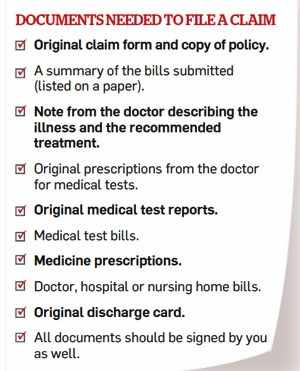 DOCUMENTS NEEDED TO FILE A CLAIM
Original claim form and copy of policy.
A summary of the bills submitted
(listed on a paper).
Note from the doctor describing the
illness and the recommended
treatment.
Original prescriptions from the doctor
for medical tests.
Original medical test reports.
Medical test bills.
Medicine prescriptions.
Doctor, hospital or nursing home bills.
Original discharge card.
All documents should be signed by you
as well.